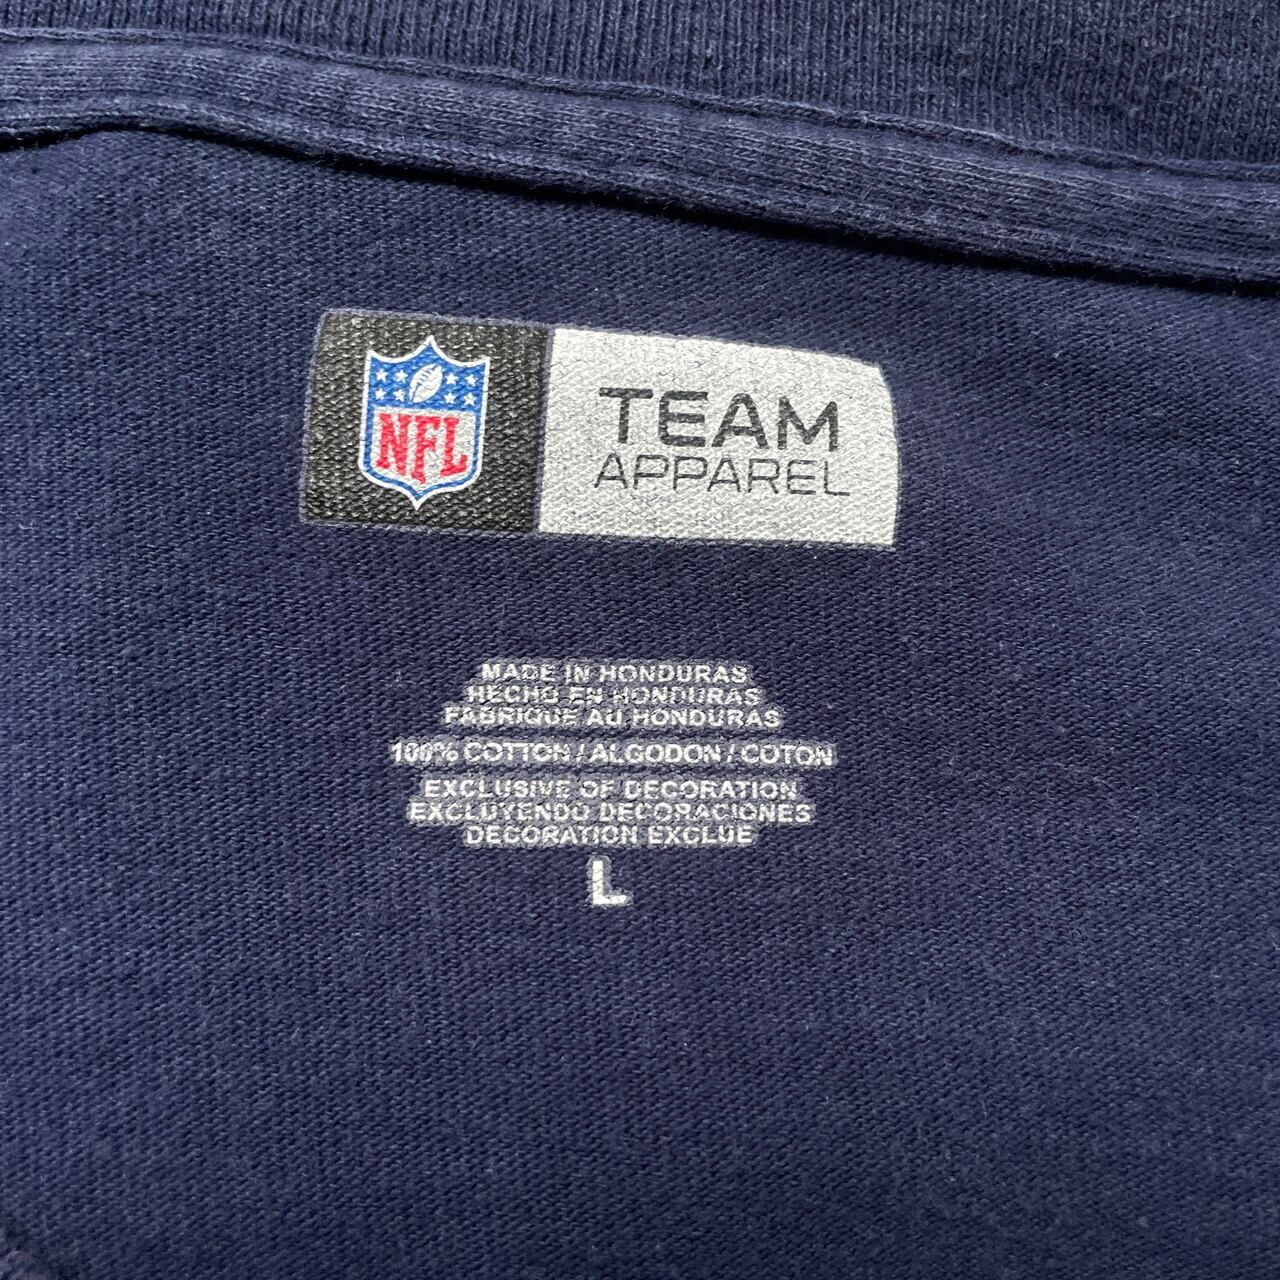 NFL
TEAM
APPAREL
MADE IN HONDURAS
HECHO EN HONDURAS
FABRIQUE AU HONDURAS
100% COTTON / ALGODON / COTON
EXCLUSIVE OF DECORATION
EXCLUYENDO DECORACIONES
DECORATION EXCLUE
L